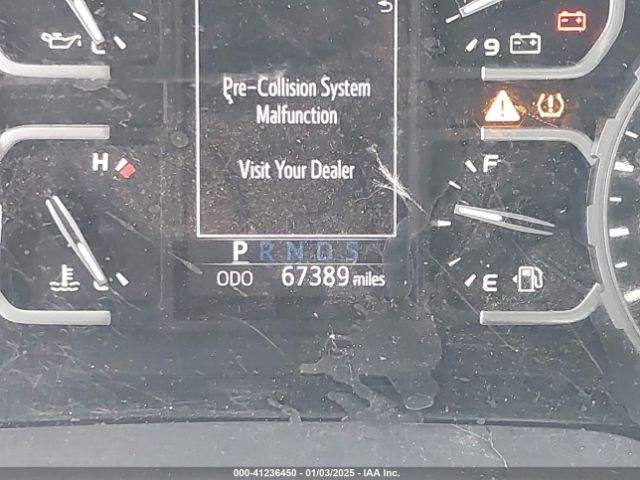 C
9
Pre-Collision System
Malfunction
Visit Your Dealer
H
F
C
E
P R N D S
ODO 67389 miles
000-41236450 - 01/03/2025 - IAA Inc.